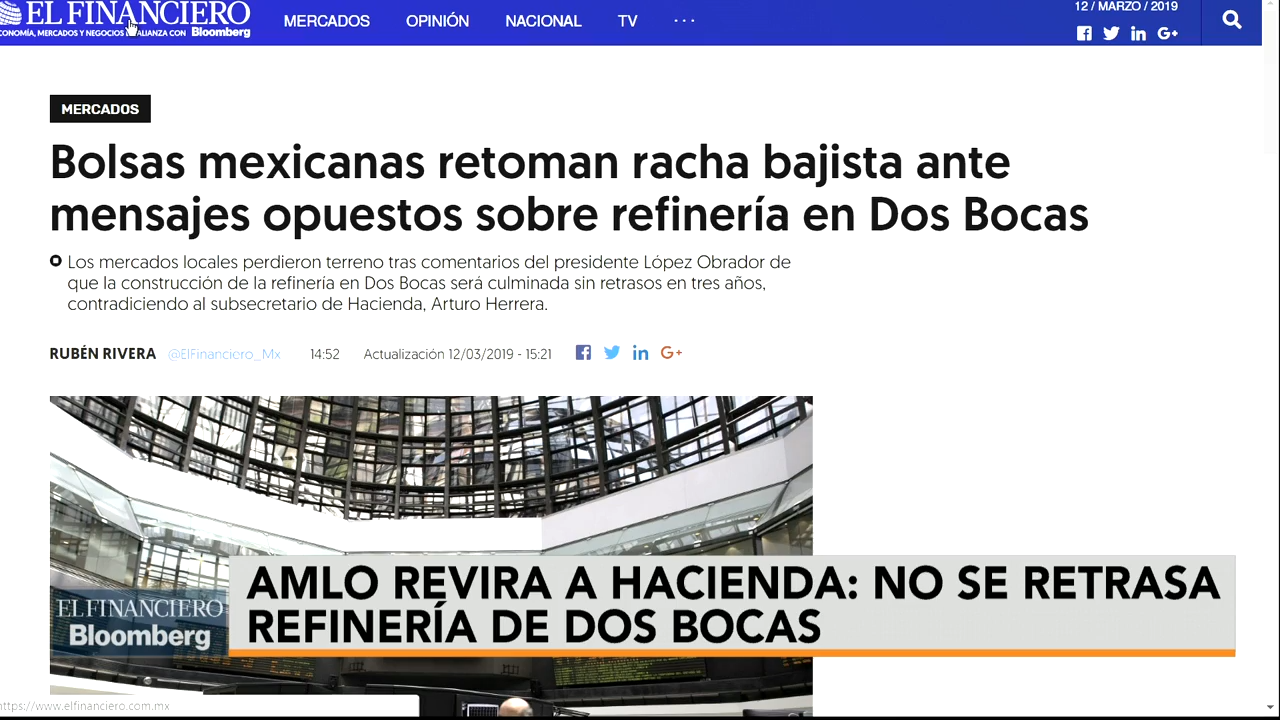 EL FINANCIERO
ECONOMÍA, MERCADOS Y NEGOCIOS EN ALIANZA CON Bloomberg
MERCADOS
OPINIÓN
NACIONAL
TV
...
12 / MARZO / 2019
MERCADOS
Bolsas mexicanas retoman racha bajista ante
mensajes opuestos sobre refinería en Dos Bocas
Los mercados locales perdieron terreno tras comentarios del presidente López Obrador de
que la construcción de la refinería en Dos Bocas será culminada sin retrasos en tres años,
contradiciendo al subsecretario de Hacienda, Arturo Herrera.
RUBÉN RIVERA @ElFinanciero_Mx 14:52 Actualización 12/03/2019 - 15:21
EL FINANCIERO
Bloomberg
AMLO REVIRA A HACIENDA: NO SE RETRASA
REFINERÍA DE DOS BOCAS
https://www.elfinanciero.com.mx